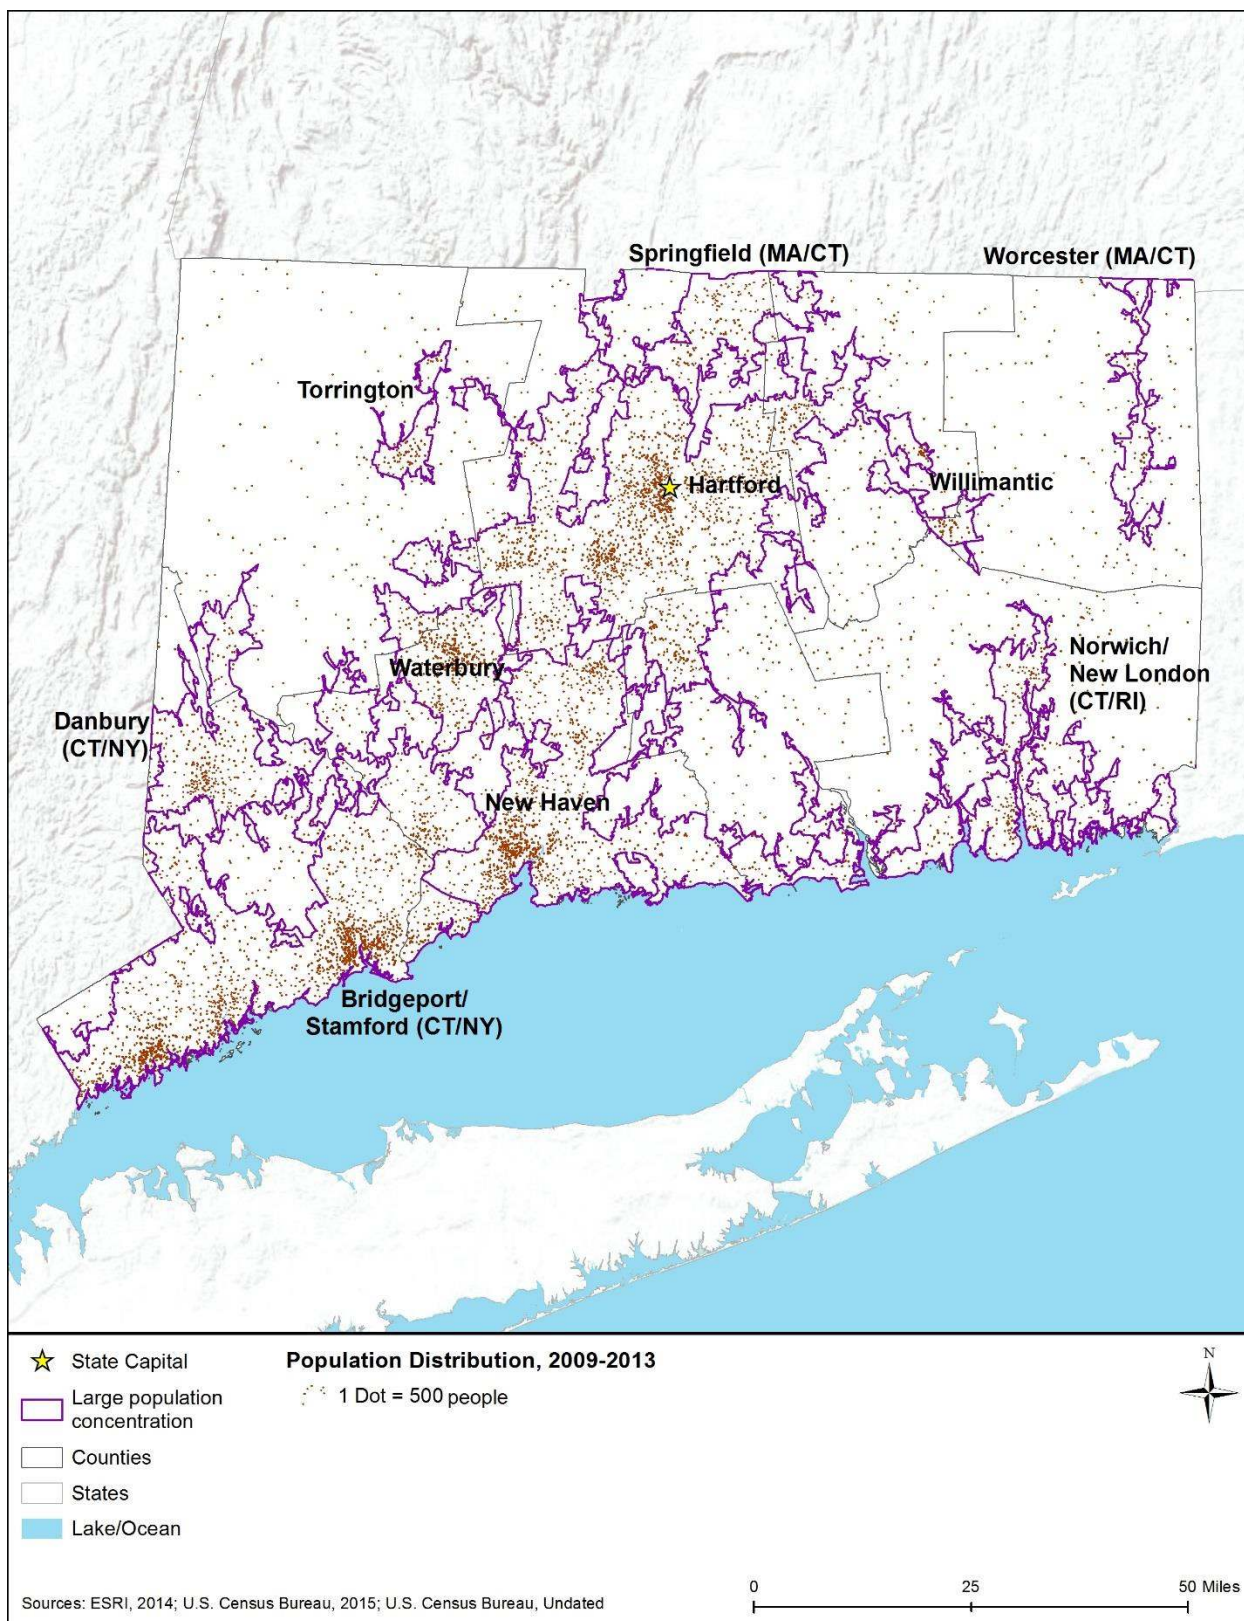 Springfield (MA/CT)
Worcester (MA/CT)
Torrington
Hartford
Willimantic
Waterbury
Norwich/
New London
(CT/RI)
Danbury
(CT/NY)
New Haven
Bridgeport/
Stamford (CT/NY)
State Capital
Large population
concentration
Counties
States
Lake/Ocean
Population Distribution, 2009-2013
1 Dot = 500 people
N
Sources: ESRI, 2014; U.S. Census Bureau, 2015; U.S. Census Bureau, Undated
0 25 50 Miles